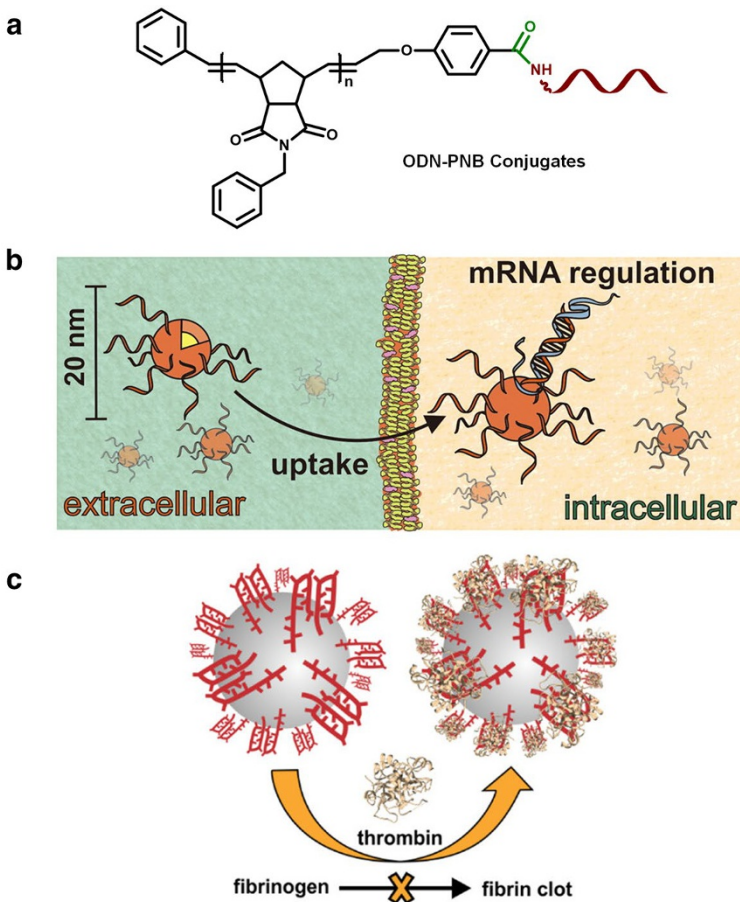 a
O
O
NH
n
O
N
O
ODN-PNB Conjugates
b
mRNA regulation
20 nm
uptake
extracellular
intracellular
c
thrombin
fibrinogen
fibrin clot